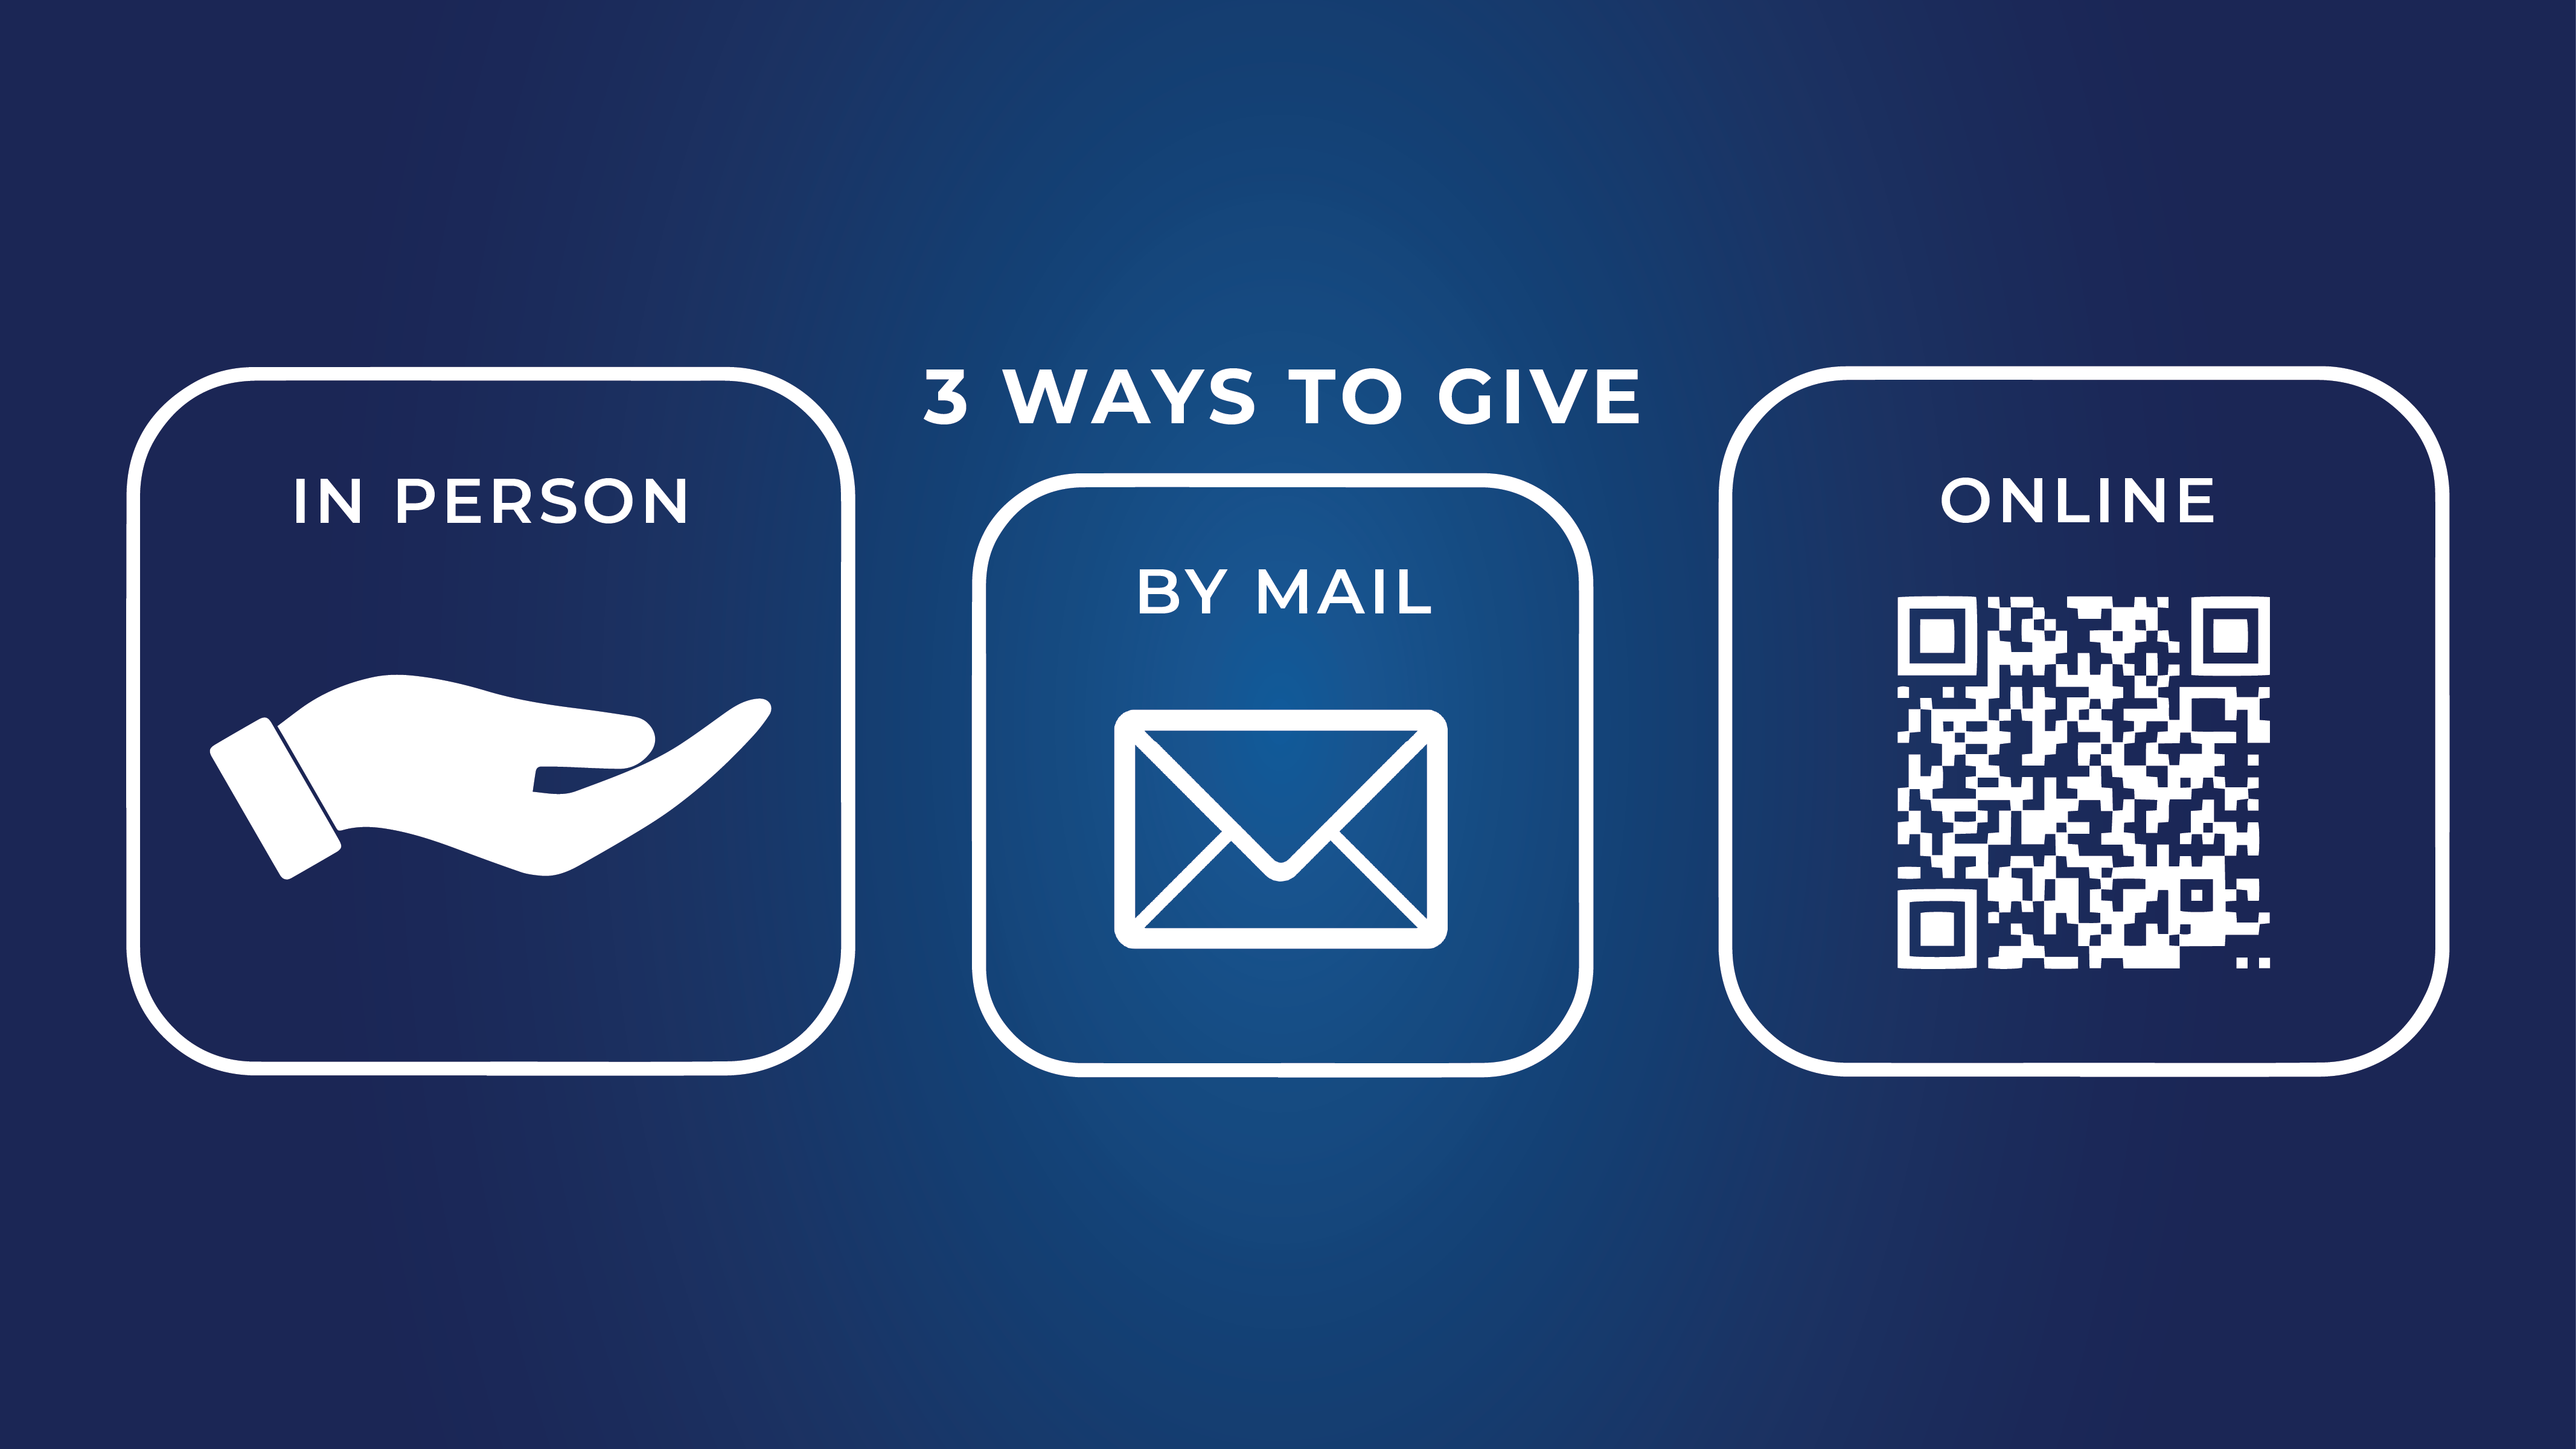 3 WAYS TO GIVE
IN PERSON
BY MAIL
ONLINE